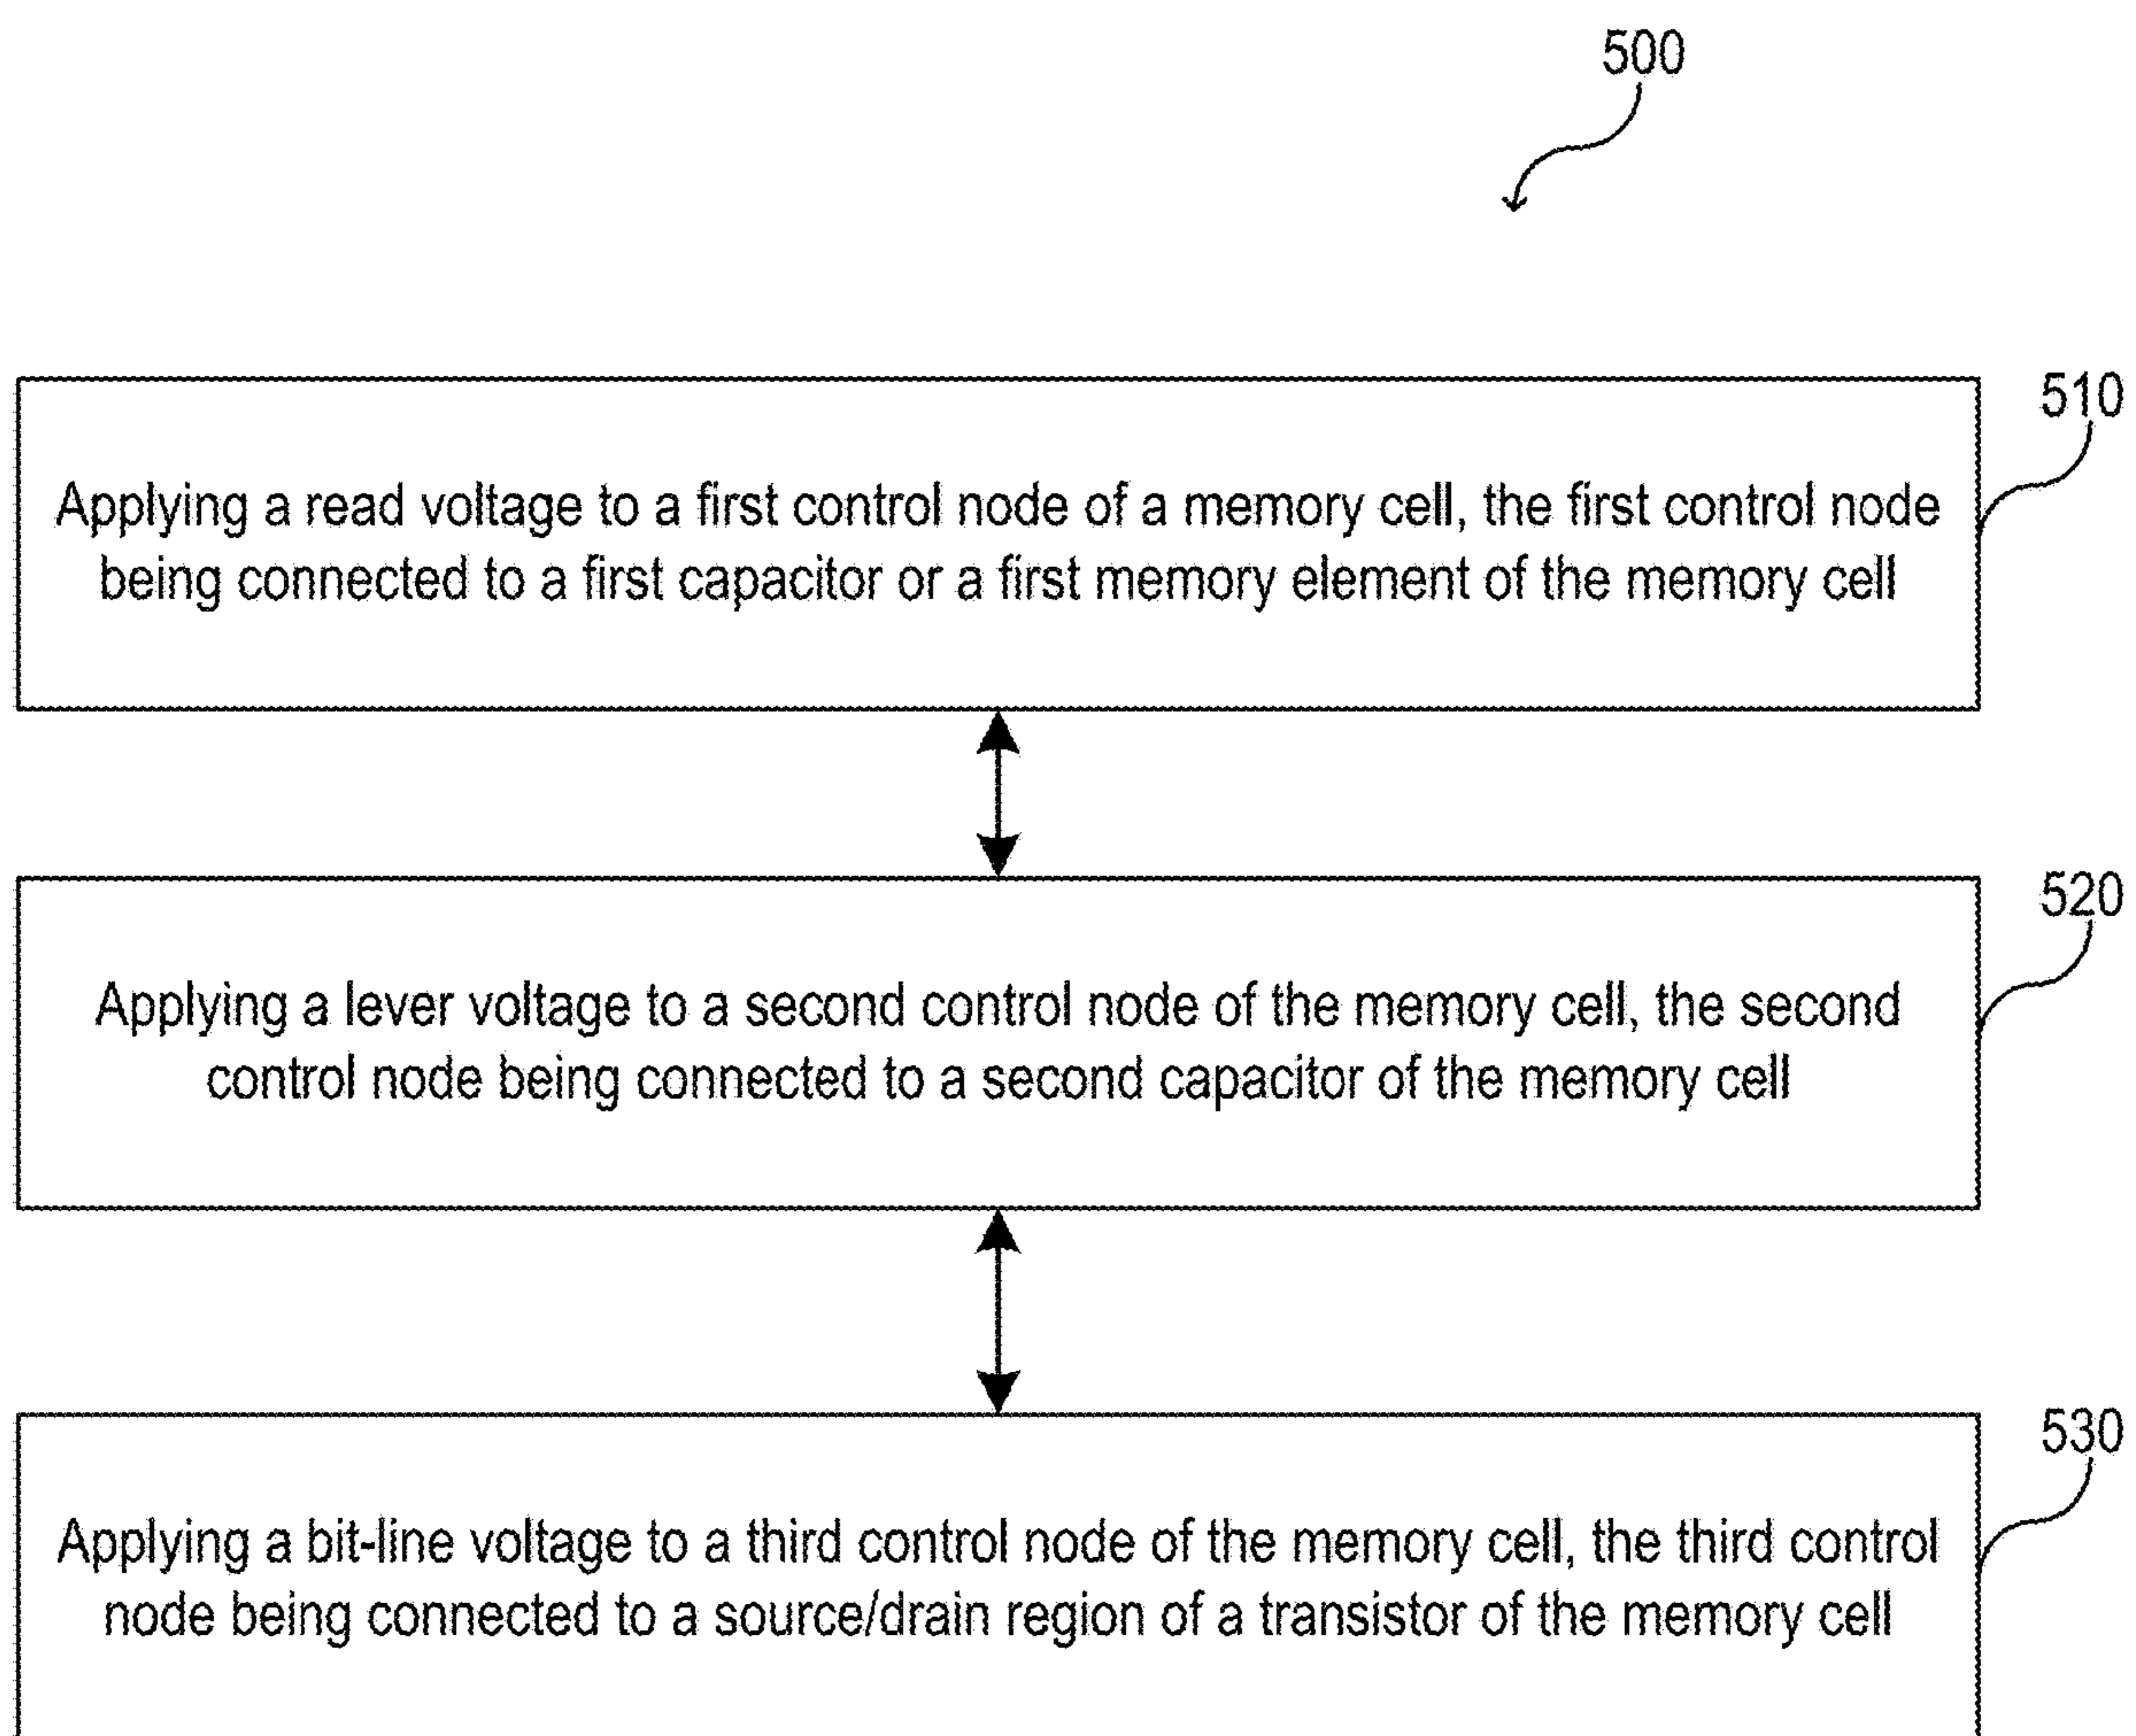 500
510
Applying a read voltage to a first control node of a memory cell, the first control node
being connected to a first capacitor or a first memory element of the memory cell
520
Applying a lever voltage to a second control node of the memory cell, the second
control node being connected to a second capacitor of the memory cell
530
Applying a bit-line voltage to a third control node of the memory cell, the third control
node being connected to a source/drain region of a transistor of the memory cell